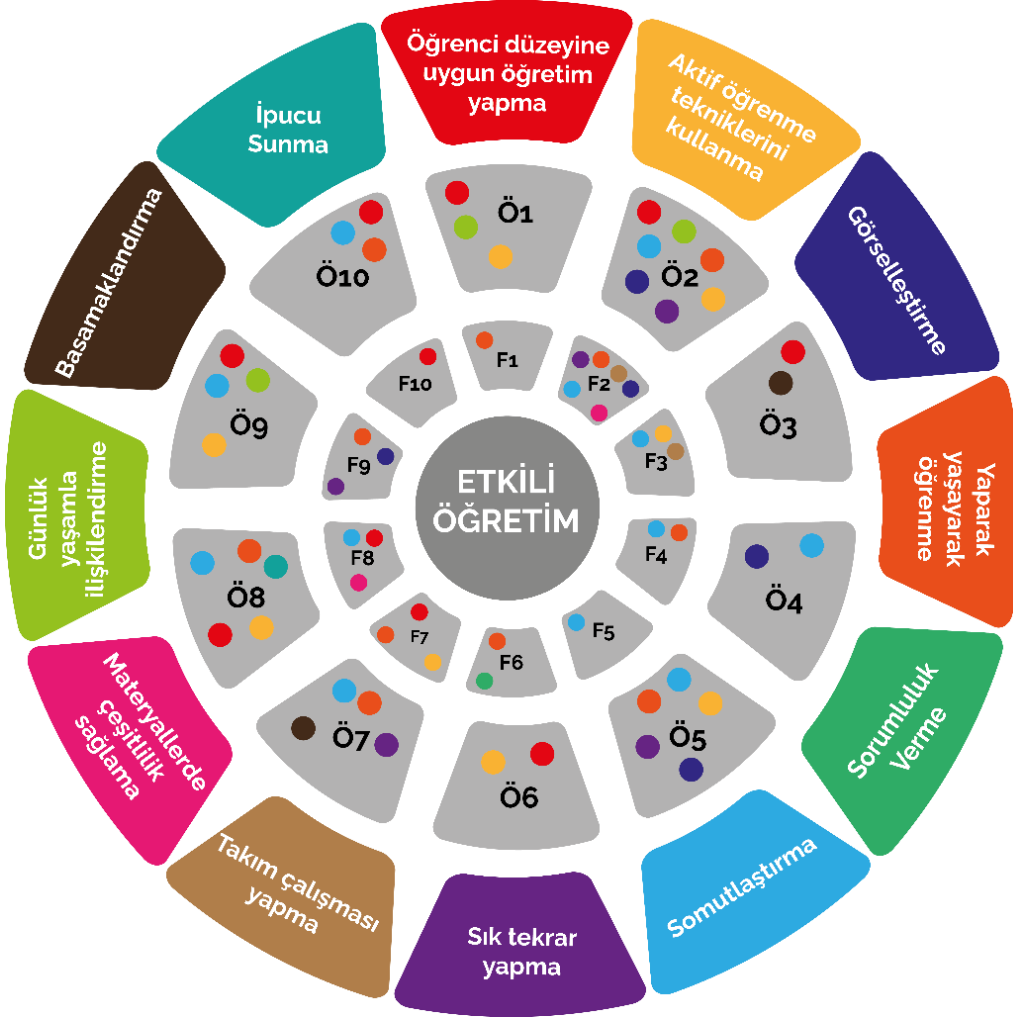 Öğrenci düzeyine
uygun öğretim
yapma
Aktif öğrenme
tekniklerini
kullanma
Görselleştirme
Yaparak
yaşayarak
öğrenme
Sorumluluk
Verme
Somutlaştırma
Sık tekrar
yapma
Takım çalışması
yapma
Materyallerde
çeşitlilik
sağlama
Günlük
yaşamla
ilişkilendirme
Basamaklandırma
İpucu
Sunma
Ö1
Ö2
Ö3
Ö4
Ö5
Ö6
Ö7
Ö8
Ö9
Ö10
F1
F2
F3
F4
F5
F6
F7
F8
F9
F10
ETKİLİ
ÖĞRETİM